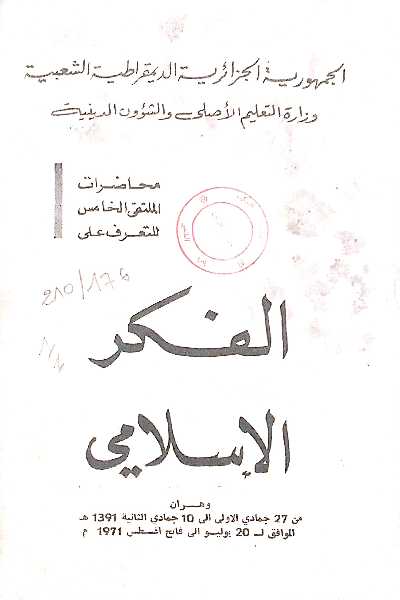 الجمهورية الجزائرية الديمقراطية الشعبية
وزارة التعليم الأصلي والشؤون الدينية
محاضرات
الملتقى الخامس
للتعرف على
210/176
الفكر
الإسلامي
وهران
من 27 جمادي الاولى الى 10 جمادى الثانية 1391 هـ
الموافق لـ 20 يوليو الى فاتح اغسطس 1971 م